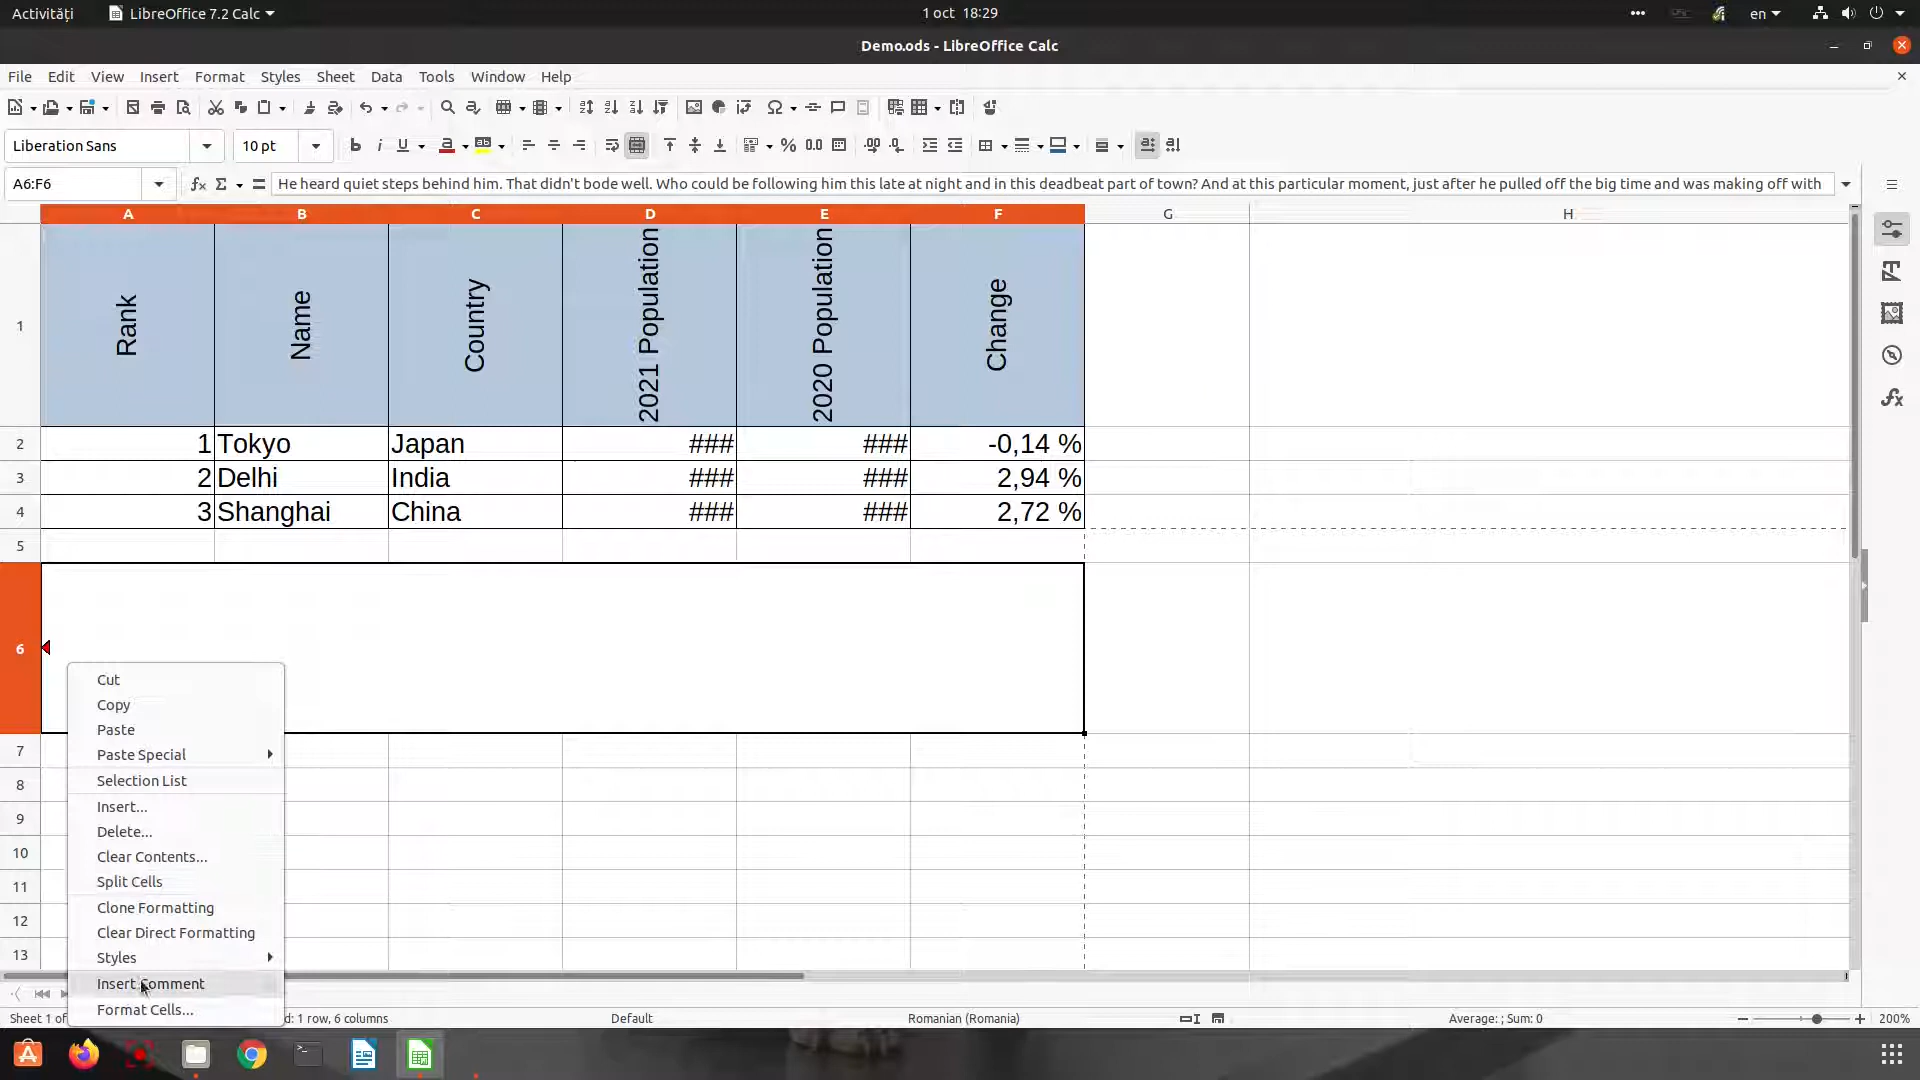 Activități
LibreOffice 7.2 Calc
1 oct 18:29
en
Demo.ods - LibreOffice Calc
File Edit View Insert Format Styles Sheet Data Tools Window Help
Liberation Sans
10 pt
A6:F6
He heard quiet steps behind him. That didn't bode well. Who could be following him this late at night and in this deadbeat part of town? And at this particular moment, just after he pulled off the big time and was making off with
A B C D E F G H
1
Rank
Name
Country
2021 Population
2020 Population
Change
2 1 Tokyo Japan ### ### -0,14 %
3 2 Delhi India ### ### 2,94 %
4 3 Shanghai China ### ### 2,72 %
5
6
7
8
9
10
11
12
13
Cut
Copy
Paste
Paste Special
Selection List
Insert...
Delete...
Clear Contents...
Split Cells
Clone Formatting
Clear Direct Formatting
Styles
Insert Comment
Format Cells...
Sheet 1 of
d: 1 row, 6 columns
Default
Romanian (Romania)
Average: ; Sum: 0
200%